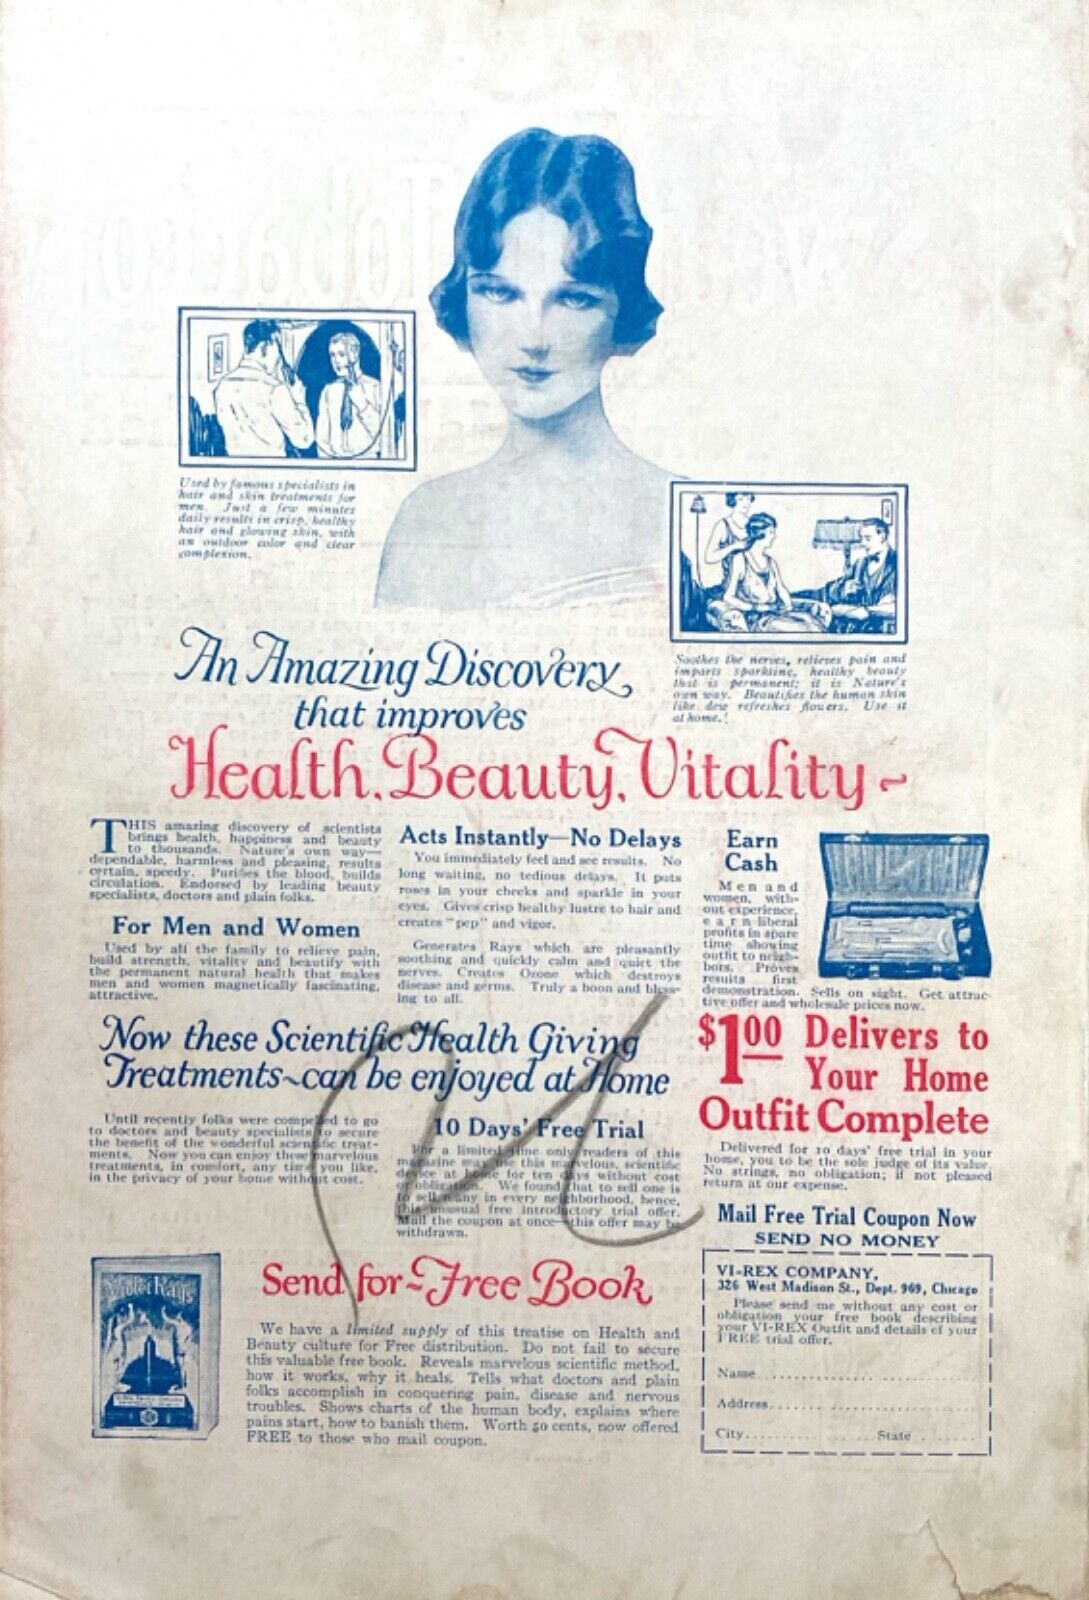 Used by famous specialists in
hair and skin treatments for
men. Just a few minutes
daily results in crisp, healthy
hair and glowing skin, with
an outdoor color and clear
complexion.
Soothes the nerves, relieves pain and
imparts sparkling, healthy beauty
that is permanent; it is Nature's
own way. Beautifies the human skin
like dew refreshes flowers. Use it
at home.!
An Amazing Discovery
that improves
Health, Beauty, Vitality~
THIS amazing discovery of scientists
brings health, happiness and beauty
to thousands. Nature's own way—
dependable, harmless and pleasing, results
certain, speedy. Purifies the blood, builds
circulation. Endorsed by leading beauty
specialists, doctors and plain folks.
For Men and Women
Used by all the family to relieve pain,
build strength, vitality and beautify with
the permanent natural health that makes
men and women magnetically fascinating,
attractive.
Acts Instantly—No Delays
You immediately feel and see results. No
long waiting, no tedious delays. It puts
roses in your cheeks and sparkle in your
eyes. Gives crisp healthy lustre to hair and
creates "pep" and vigor.
Generates Rays which are pleasantly
soothing and quickly calm and quiet the
nerves. Creates Ozone which destroys
disease and germs. Truly a boon and bless-
ing to all.
Earn
Cash
Men and
women, with-
out experience,
earn liberal
profits in spare
time showing
outfit to neigh-
bors. Proves
results first
demonstration. Sells on sight. Get attrac-
tive offer and wholesale prices now.
Now these Scientific Health Giving
Treatments~can be enjoyed at Home
Until recently folks were compelled to go
to doctors and beauty specialists to secure
the benefit of the wonderful scientific treat-
ments. Now you can enjoy these marvelous
treatments, in comfort, any time you like,
in the privacy of your home without cost.
10 Days' Free Trial
For a limited time only readers of this
magazine may use this marvelous, scientific
device at home for ten days without cost
or obligation. We found that to sell one is
to sell many in every neighborhood, hence,
this unusual free introductory trial offer.
Mail the coupon at once—this offer may be
withdrawn.
$1.00 Delivers to
Your Home
Outfit Complete
Delivered for 10 days' free trial in your
home, you to be the sole judge of its value.
No strings, no obligation; if not pleased
return at our expense.
Mail Free Trial Coupon Now
SEND NO MONEY
Violet Rays
Send for~Free Book
We have a limited supply of this treatise on Health and
Beauty culture for Free distribution. Do not fail to secure
this valuable free book. Reveals marvelous scientific method,
how it works, why it heals. Tells what doctors and plain
folks accomplish in conquering pain, disease and nervous
troubles. Shows charts of the human body, explains where
pains start, how to banish them. Worth 50 cents, now offered
FREE to those who mail coupon.
VI-REX COMPANY,
326 West Madison St., Dept. 969, Chicago
Please send me without any cost or
obligation your free book describing
your VI-REX Outfit and details of your
FREE trial offer.
Name
Address
City State